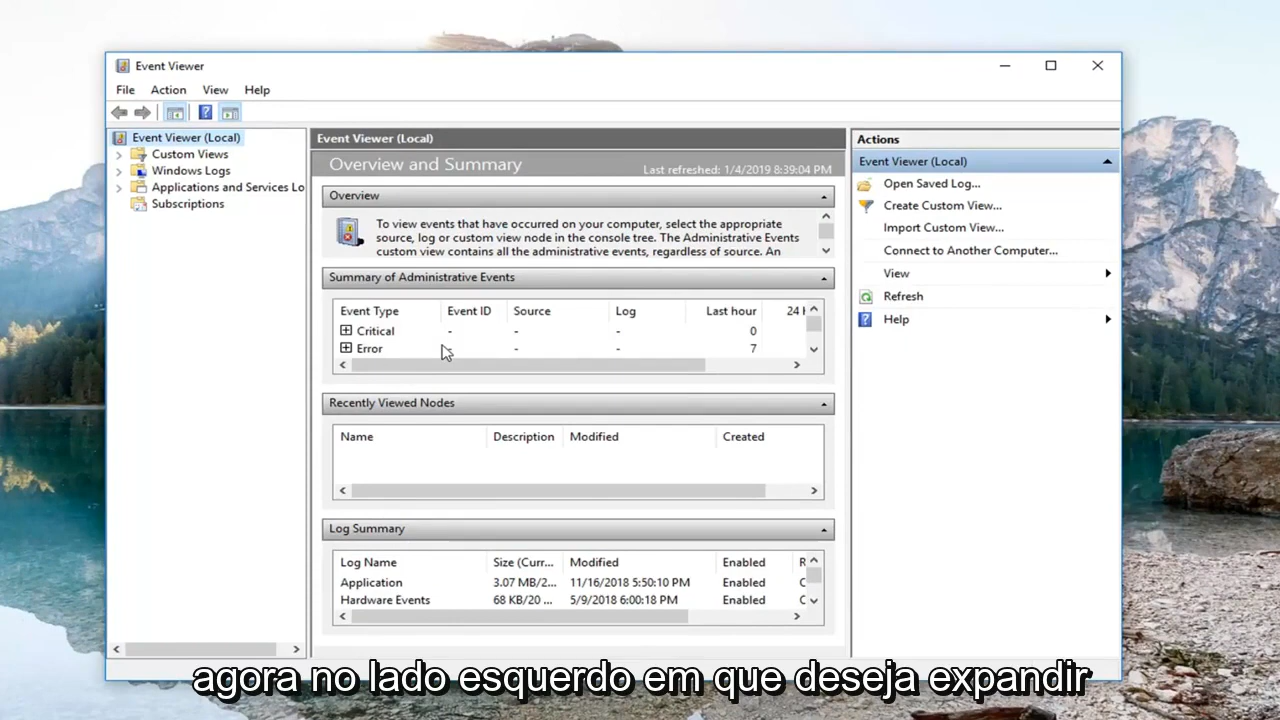 Event Viewer
File Action View Help
Event Viewer (Local)
Custom Views
Windows Logs
Applications and Services Lo
Subscriptions
Event Viewer (Local)
Overview and Summary
Last refreshed: 1/4/2019 8:39:04 PM
Overview
To view events that have occurred on your computer, select the appropriate
source, log or custom view node in the console tree. The Administrative Events
custom view contains all the administrative events, regardless of source. An
Summary of Administrative Events
Event Type Event ID Source Log Last hour 24 H
Critical - - - 0
Error - - - 7
Recently Viewed Nodes
Name Description Modified Created
Log Summary
Log Name Size (Curr... Modified Enabled R
Application 3.07 MB/2... 11/16/2018 5:50:10 PM Enabled C
Hardware Events 68 KB/20 ... 5/9/2018 6:00:18 PM Enabled C
Actions
Event Viewer (Local)
Open Saved Log...
Create Custom View...
Import Custom View...
Connect to Another Computer...
View
Refresh
Help
agora no lado esquerdo em que deseja expandir